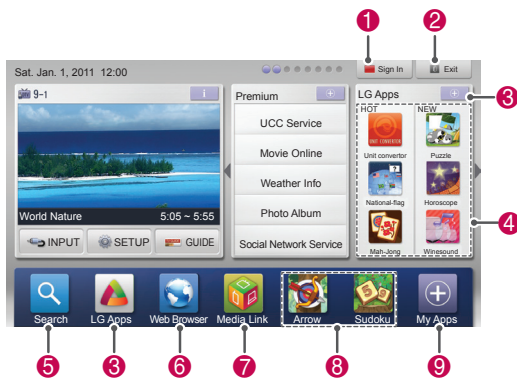 1 2
Sat. Jan. 1, 2011 12:00
Sign In
Exit
9-1
i
Premium
LG Apps
3
HOT
NEW
UCC Service
Movie Online
Weather Info
Photo Album
Social Network Service
UNIT CONVERTOR
Unit convertor
Puzzle
National-flag
Horoscope
Mah-Jong
Winesound
4
World Nature 5:05 ~ 5:55
INPUT
SETUP
GUIDE
Search
LG Apps
Web Browser
Media Link
Arrow
Sudoku
My Apps
5 3 6 7 8 9